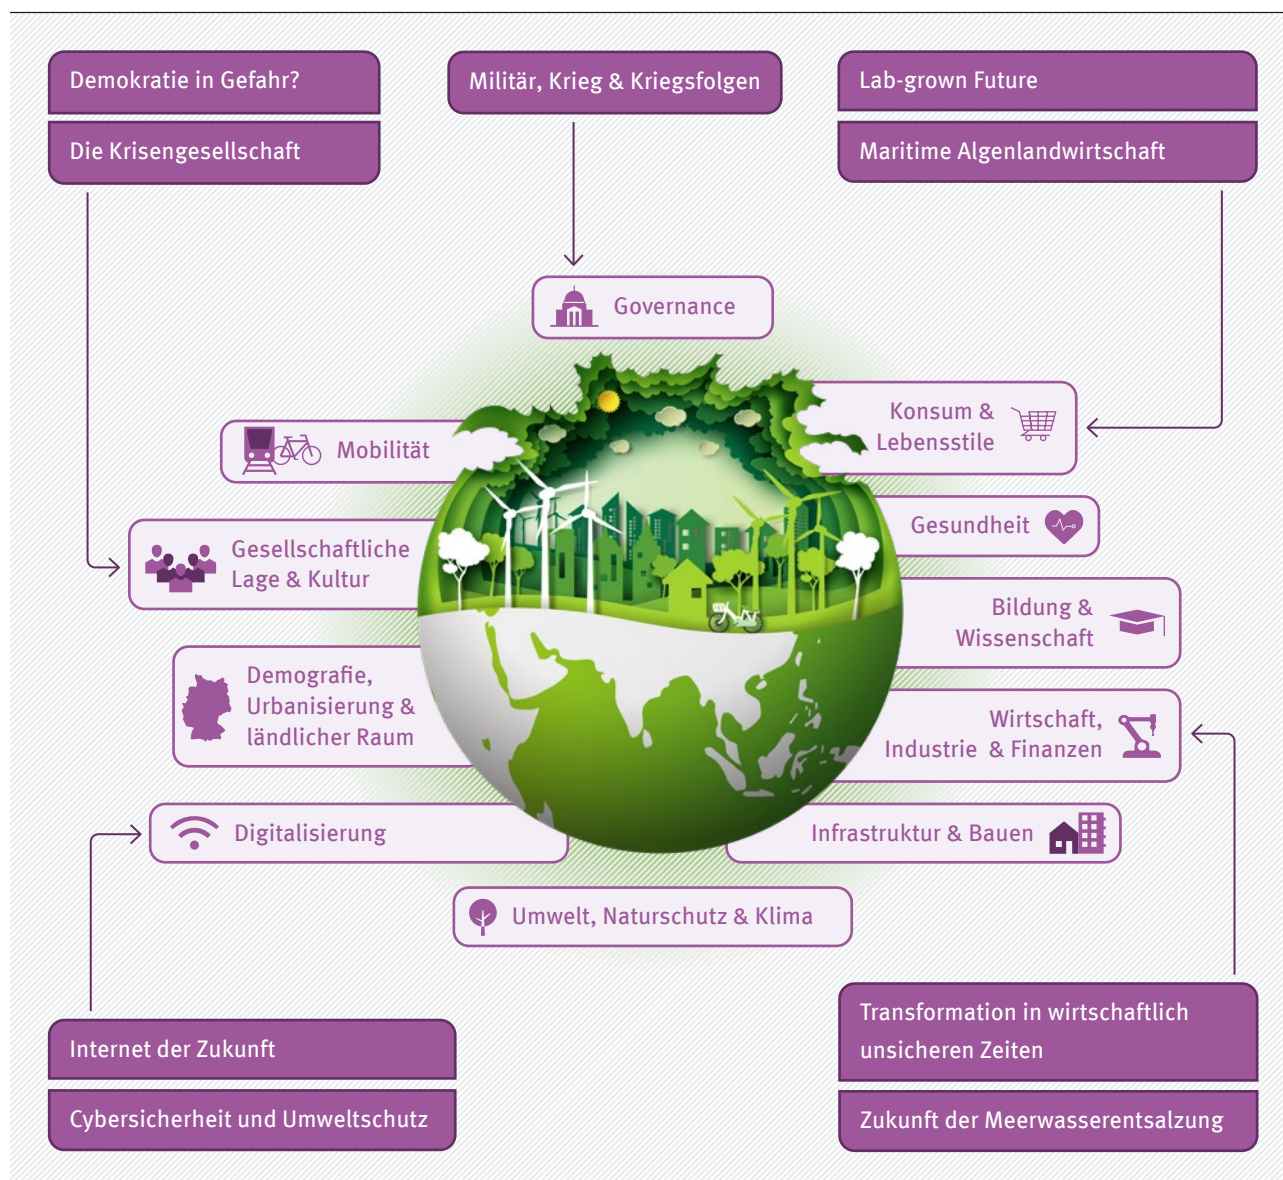 Demokratie in Gefahr?
Die Krisengesellschaft
Militär, Krieg & Kriegsfolgen
Lab-grown Future
Maritime Algenlandwirtschaft
Governance
Konsum &
Lebensstile
Mobilität
Gesundheit
Gesellschaftliche
Lage & Kultur
Bildung &
Wissenschaft
Demografie,
Urbanisierung &
ländlicher Raum
Wirtschaft,
Industrie & Finanzen
Digitalisierung
Infrastruktur & Bauen
Umwelt, Naturschutz & Klima
Internet der Zukunft
Cybersicherheit und Umweltschutz
Transformation in wirtschaftlich
unsicheren Zeiten
Zukunft der Meerwasserentsalzung